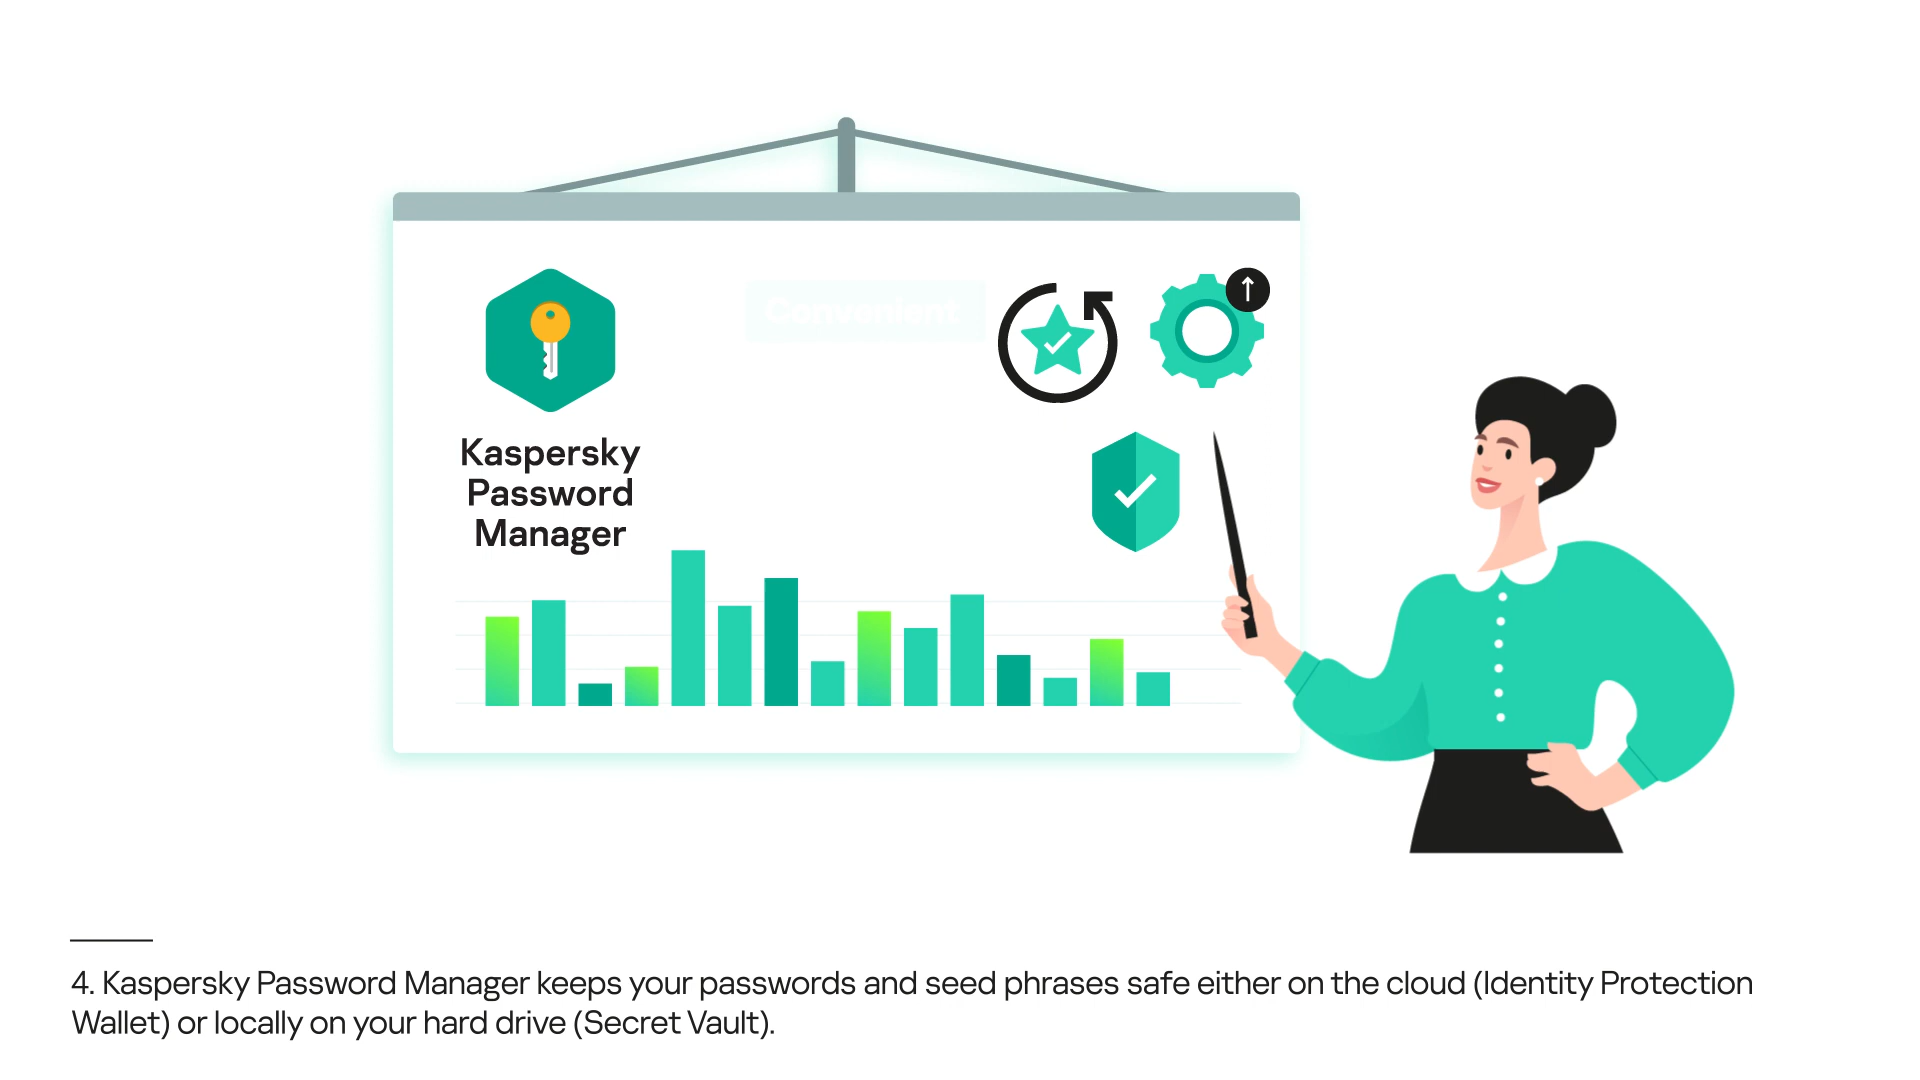 Convenient
Kaspersky
Password
Manager
4. Kaspersky Password Manager keeps your passwords and seed phrases safe either on the cloud (Identity Protection
Wallet) or locally on your hard drive (Secret Vault).